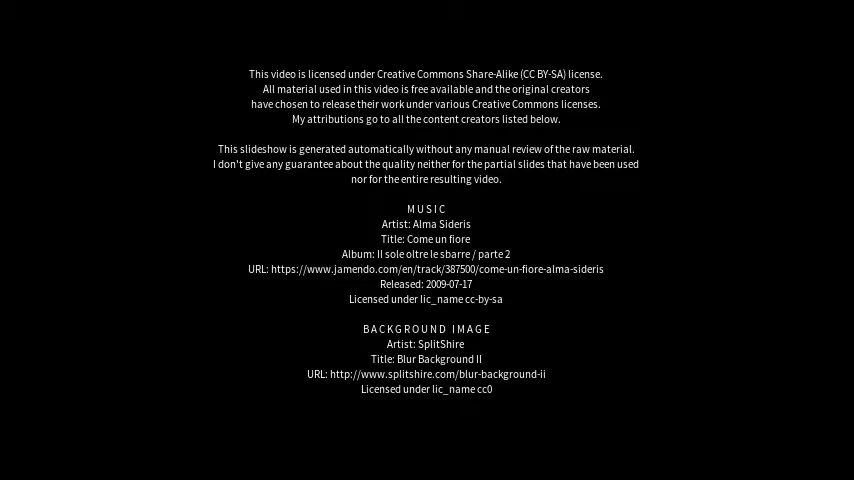 This video is licensed under Creative Commons Share-Alike (CC BY-SA) license.
All material used in this video is free available and the original creators
have chosen to release their work under various Creative Commons licenses.
My attributions go to all the content creators listed below.
This slideshow is generated automatically without any manual review of the raw material.
I don't give any guarantee about the quality neither for the partial slides that have been used
nor for the entire resulting video.
MUSIC
Artist: Alma Sideris
Title: Come un fiore
Album: Il sole oltre le sbarre / parte 2
URL: https://www.jamendo.com/en/track/387500/come-un-fiore-alma-sideris
Released: 2009-07-17
Licensed under lic_name cc-by-sa
BACKGROUND IMAGE
Artist: SplitShire
Title: Blur Background II
URL: http://www.splitshire.com/blur-background-ii
Licensed under lic_name cc0